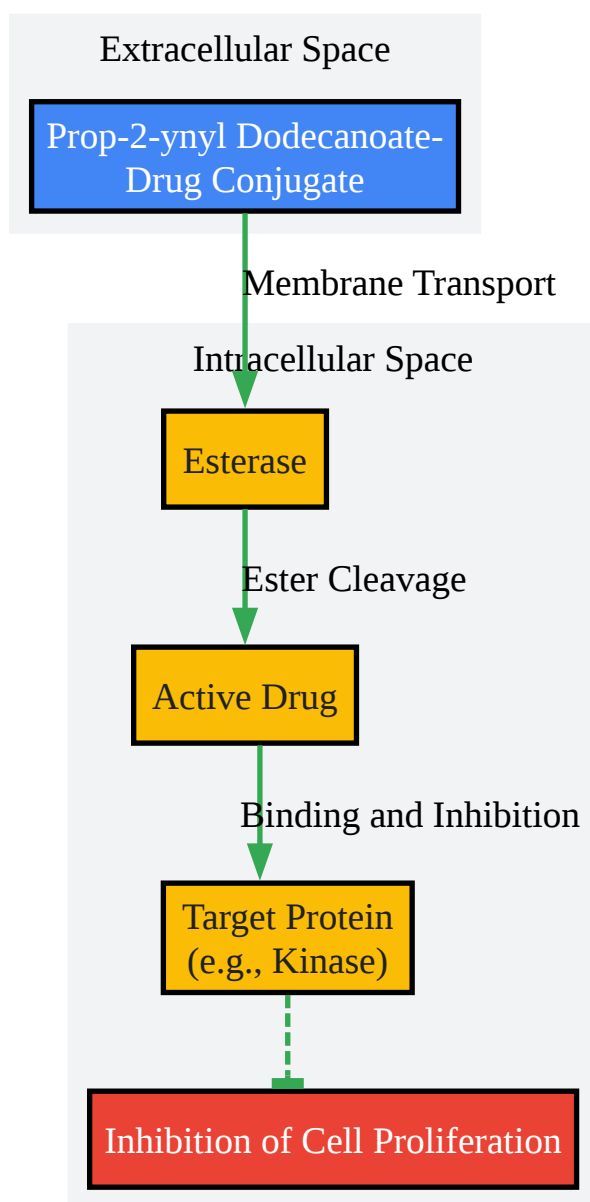 Extracellular Space
Prop-2-ynyl Dodecanoate-
Drug Conjugate
Membrane Transport
Intracellular Space
Esterase
Ester Cleavage
Active Drug
Binding and Inhibition
Target Protein
(e.g., Kinase)
Inhibition of Cell Proliferation